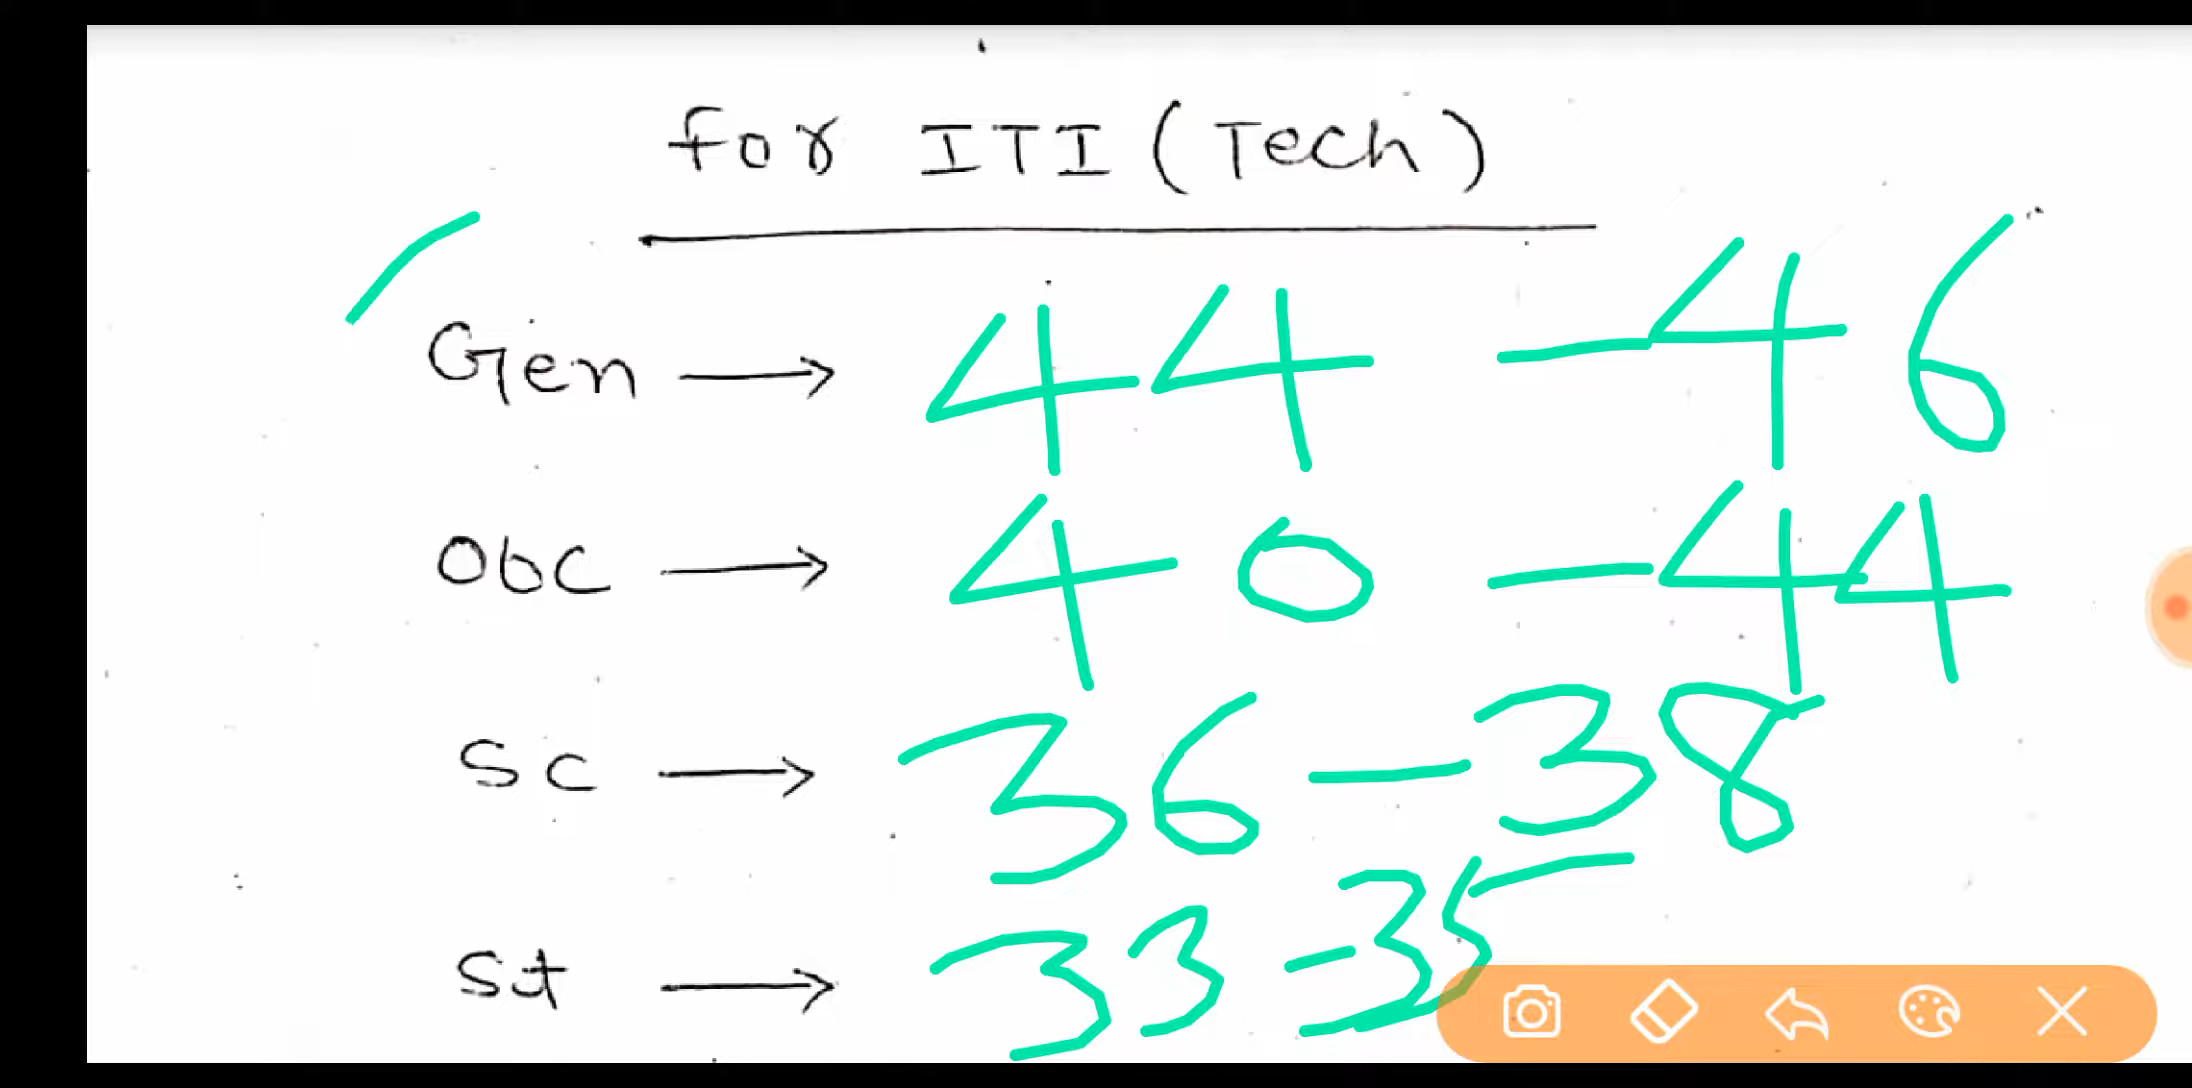 for ITI (Tech)
Gen → 44 - 46
Obc → 40 - 44
Sc → 36 - 38
St → 33 - 35